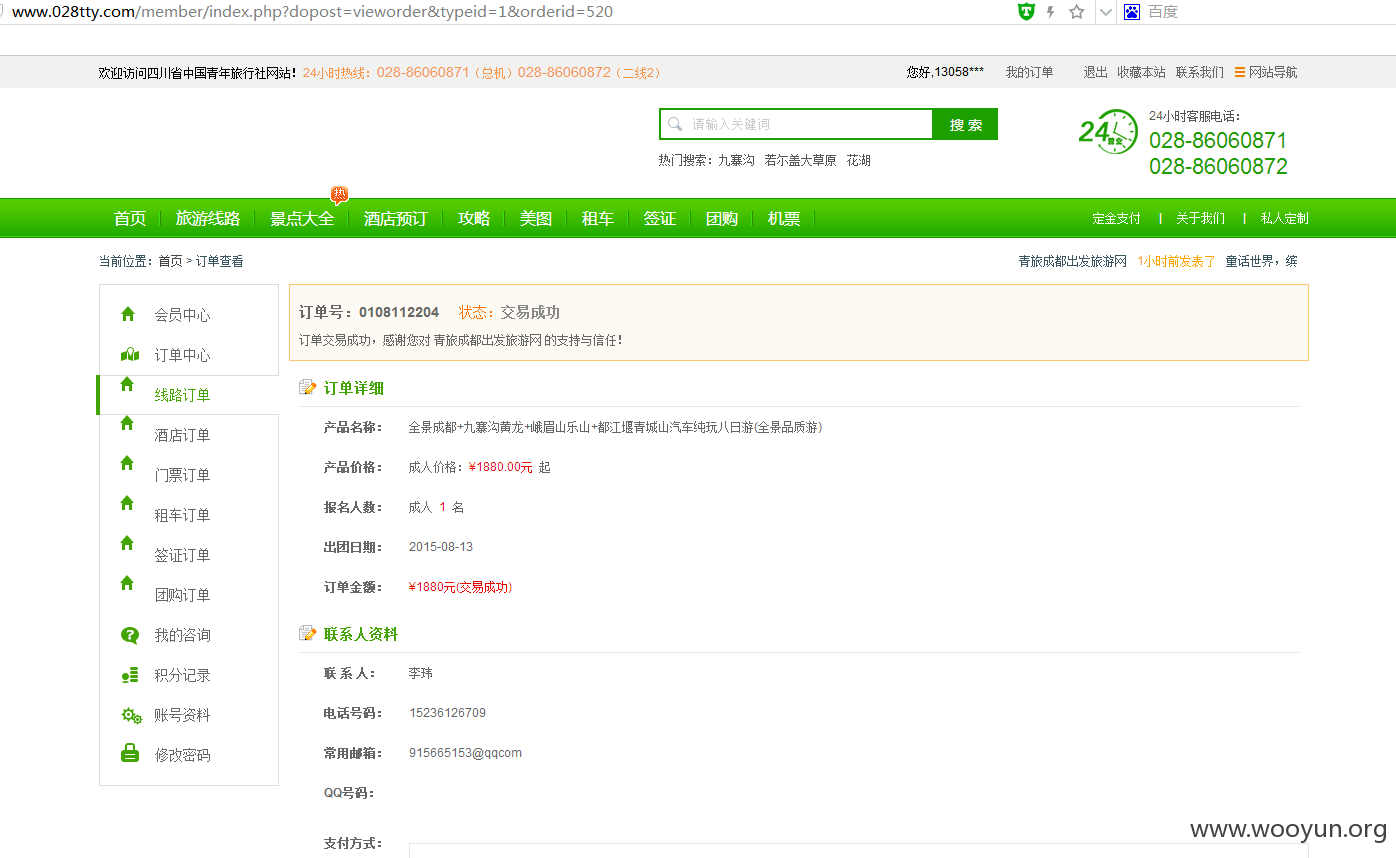 www.028tty.com/member/index.php?dopost=vieworder&typeid=1&orderid=520
百度
欢迎访问四川省中国青年旅行社网站！ 24小时热线：028-86060871（总机）028-86060872（二线2）
您好,13058*** 我的订单 退出 收藏本站 联系我们 网站导航
请输入关键词 搜 索
热门搜索：九寨沟 若尔盖大草原 花湖
24小时客服电话：
24 营业
028-86060871
028-86060872
热
首页 旅游线路 景点大全 酒店预订 攻略 美图 租车 签证 团购 机票 定金支付 | 关于我们 | 私人定制
当前位置：首页 > 订单查看
青旅成都出发旅游网 1小时前发表了 童话世界，缤
会员中心
订单中心
线路订单
酒店订单
门票订单
租车订单
签证订单
团购订单
我的咨询
积分记录
账号资料
修改密码
订单号：0108112204 状态：交易成功
订单交易成功，感谢您对 青旅成都出发旅游网 的支持与信任！
订单详细
产品名称： 全景成都+九寨沟黄龙+峨眉山乐山+都江堰青城山汽车纯玩八日游(全景品质游)
产品价格： 成人价格：¥1880.00元 起
报名人数： 成人 1 名
出团日期： 2015-08-13
订单金额： ¥1880元(交易成功)
联系人资料
联 系 人： 李玮
电话号码： 15236126709
常用邮箱： 915665153@qqcom
QQ号码：
支付方式：
www.wooyun.org